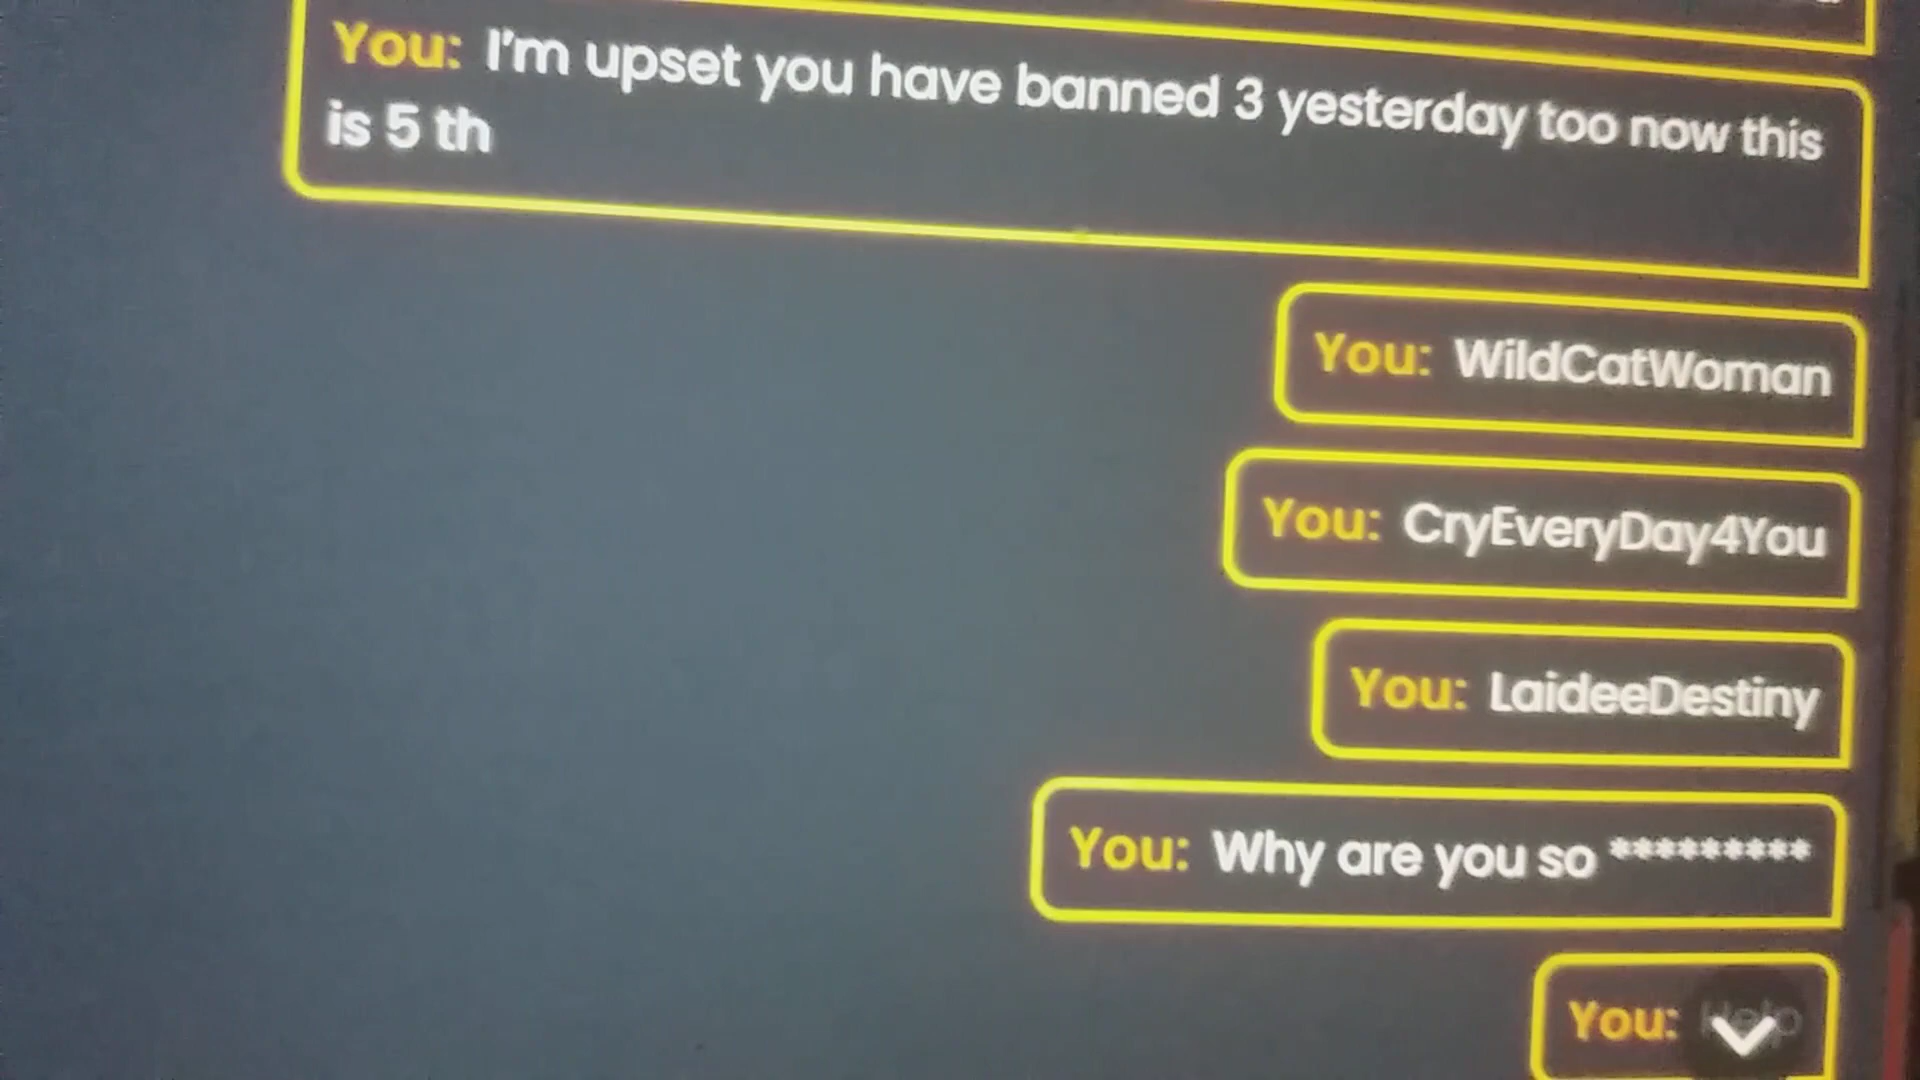 You: I'm upset you have banned 3 yesterday too now this
is 5 th
You: WildCatWoman
You: CryEveryDay4You
You: LaideeDestiny
You: Why are you so *********
You: Help